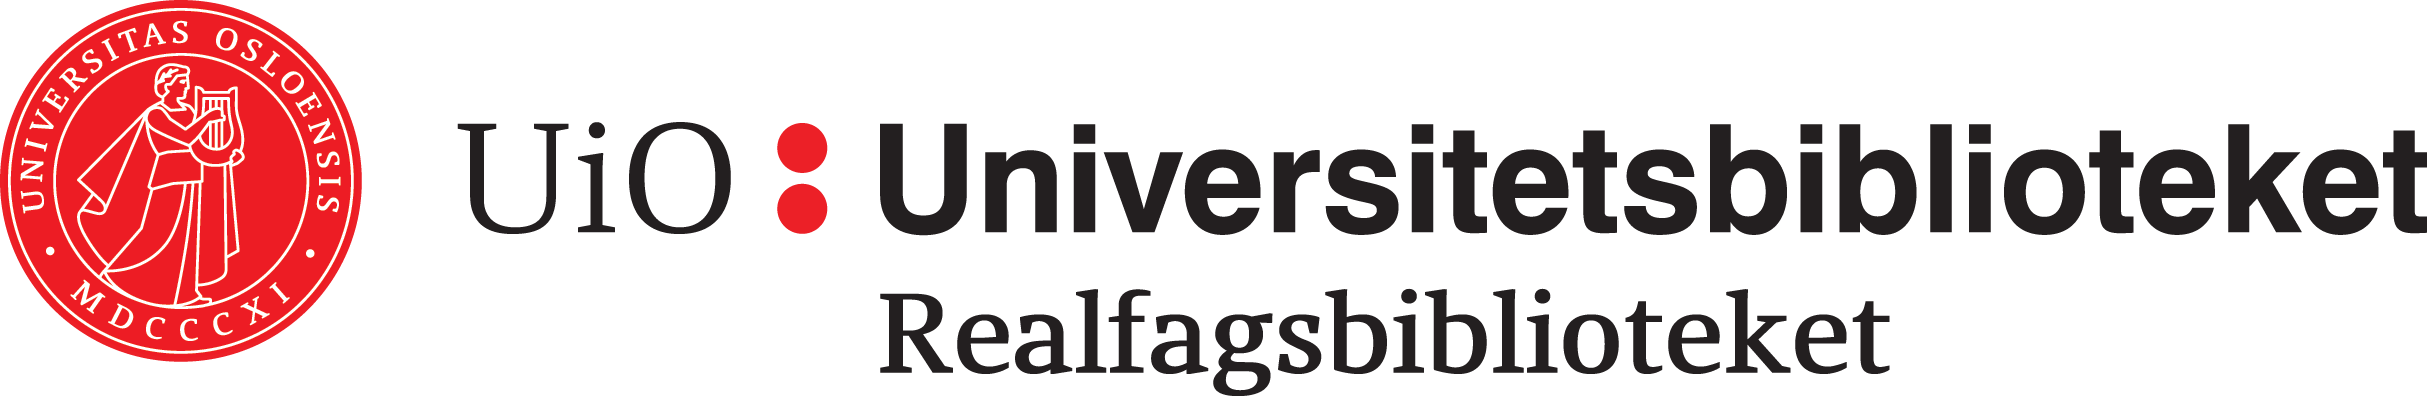 UNIVERSITAS OSLOENSIS
MDCCCXI
UiO : Universitetsbiblioteket
Realfagsbiblioteket